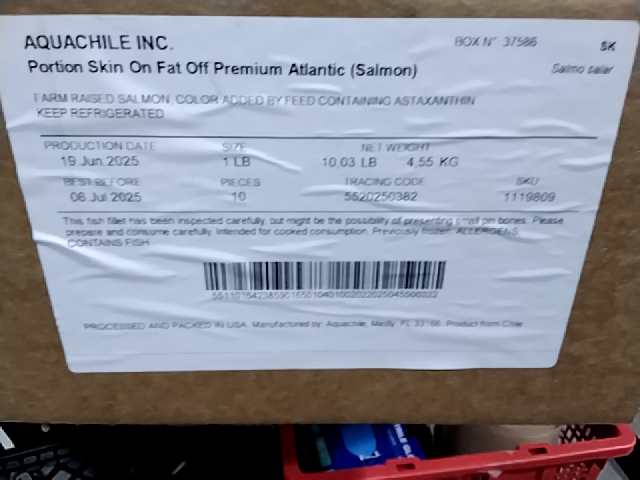 AQUACHILE INC.
BOX N° 37586
SK
Portion Skin On Fat Off Premium Atlantic (Salmon)
Salmo salar
FARM RAISED SALMON, COLOR ADDED BY FEED CONTAINING ASTAXANTHIN
KEEP REFRIGERATED
PRODUCTION DATE SIZE NET WEIGHT
19 Jun 2025 1 LB 10.03 LB 4.55 KG
BEST BEFORE PIECES TRACING CODE SKU
06 Jul 2025 10 5520250382 1119809
This fish fillet has been inspected carefully, but might be the possibility of presenting small pin bones. Please
prepare and consume carefully. Intended for cooked consumption. Previously frozen. ALLERGENS
CONTAINS FISH
PROCESSED AND PACKED IN USA. Manufactured by: Aquachile, Medly, FL 33166. Product from Chile